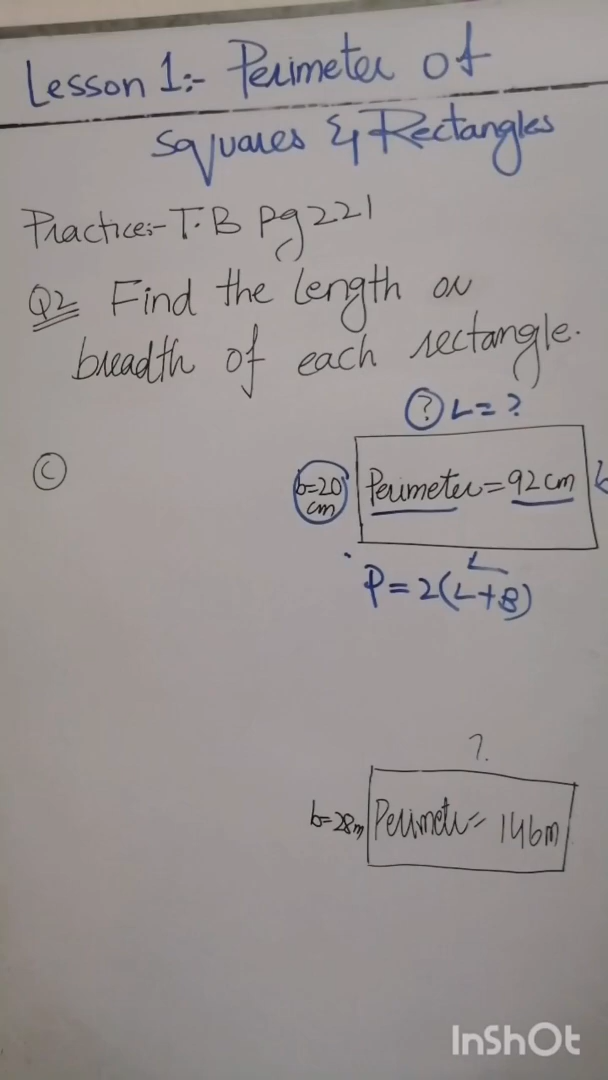 Lesson 1:- Perimeter of
Squares & Rectangles
Practice:- T.B Pg 221
Q2 Find the length or
breadth of each rectangle.
? L = ?
(c)
b=20 cm
Perimeter = 92 cm
L
P = 2(L+B)
?
b=28m
Perimeter = 146m
InShOt